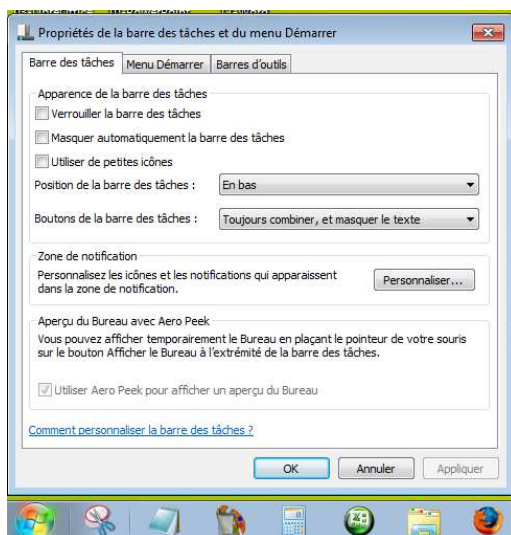 Propriétés de la barre des tâches et du menu Démarrer
Barre des tâches Menu Démarrer Barres d'outils
Apparence de la barre des tâches
Verrouiller la barre des tâches
Masquer automatiquement la barre des tâches
Utiliser de petites icônes
Position de la barre des tâches : En bas
Boutons de la barre des tâches : Toujours combiner, et masquer le texte
Zone de notification
Personnalisez les icônes et les notifications qui apparaissent
dans la zone de notification.
Personnaliser...
Aperçu du Bureau avec Aero Peek
Vous pouvez afficher temporairement le Bureau en plaçant le pointeur de votre souris
sur le bouton Afficher le Bureau à l'extrémité de la barre des tâches.
Utiliser Aero Peek pour afficher un aperçu du Bureau
Comment personnaliser la barre des tâches ?
OK Annuler Appliquer